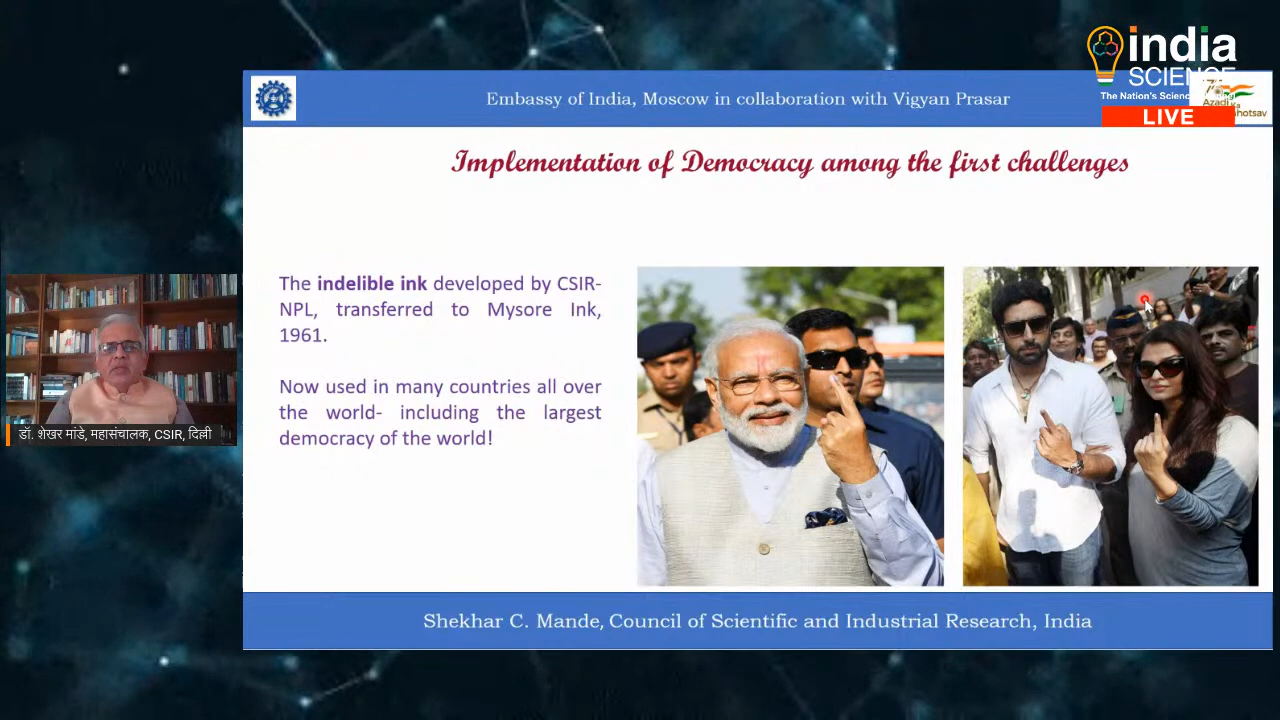 india
SCIENCE
The Nation's Science
LIVE
Azadi Ka
hotsav
Embassy of India, Moscow in collaboration with Vigyan Prasar
Implementation of Democracy among the first challenges
The indelible ink developed by CSIR-
NPL, transferred to Mysore Ink,
1961.
Now used in many countries all over
the world- including the largest
democracy of the world!
डॉ. शेखर मांडे, महासंचालक, CSIR, दिल्ली
Shekhar C. Mande, Council of Scientific and Industrial Research, India